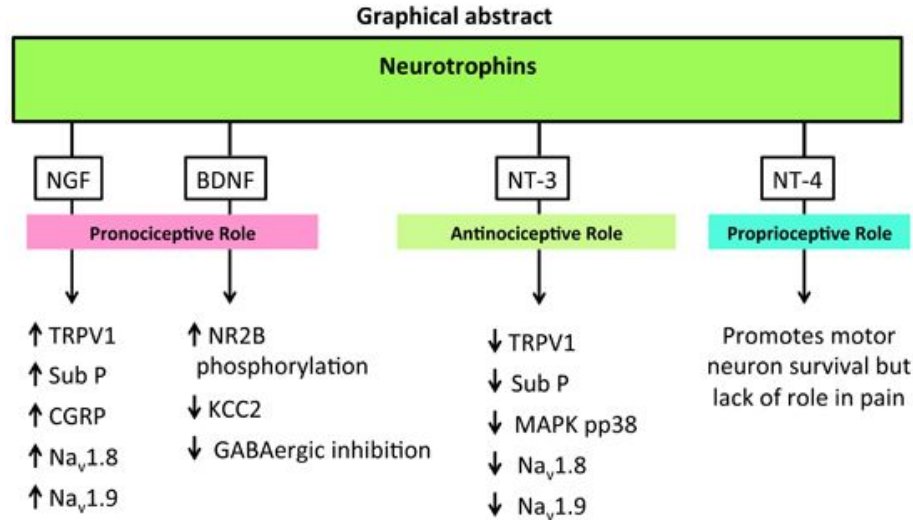 Graphical abstract
Neurotrophins
NGF
BDNF
NT-3
NT-4
Pronociceptive Role
Antinociceptive Role
Proprioceptive Role
↑ TRPV1
↑ Sub P
↑ CGRP
↑ Naᵥ1.8
↑ Naᵥ1.9
↑ NR2B
phosphorylation
↓ KCC2
↓ GABAergic inhibition
↓ TRPV1
↓ Sub P
↓ MAPK pp38
↓ Naᵥ1.8
↓ Naᵥ1.9
Promotes motor
neuron survival but
lack of role in pain